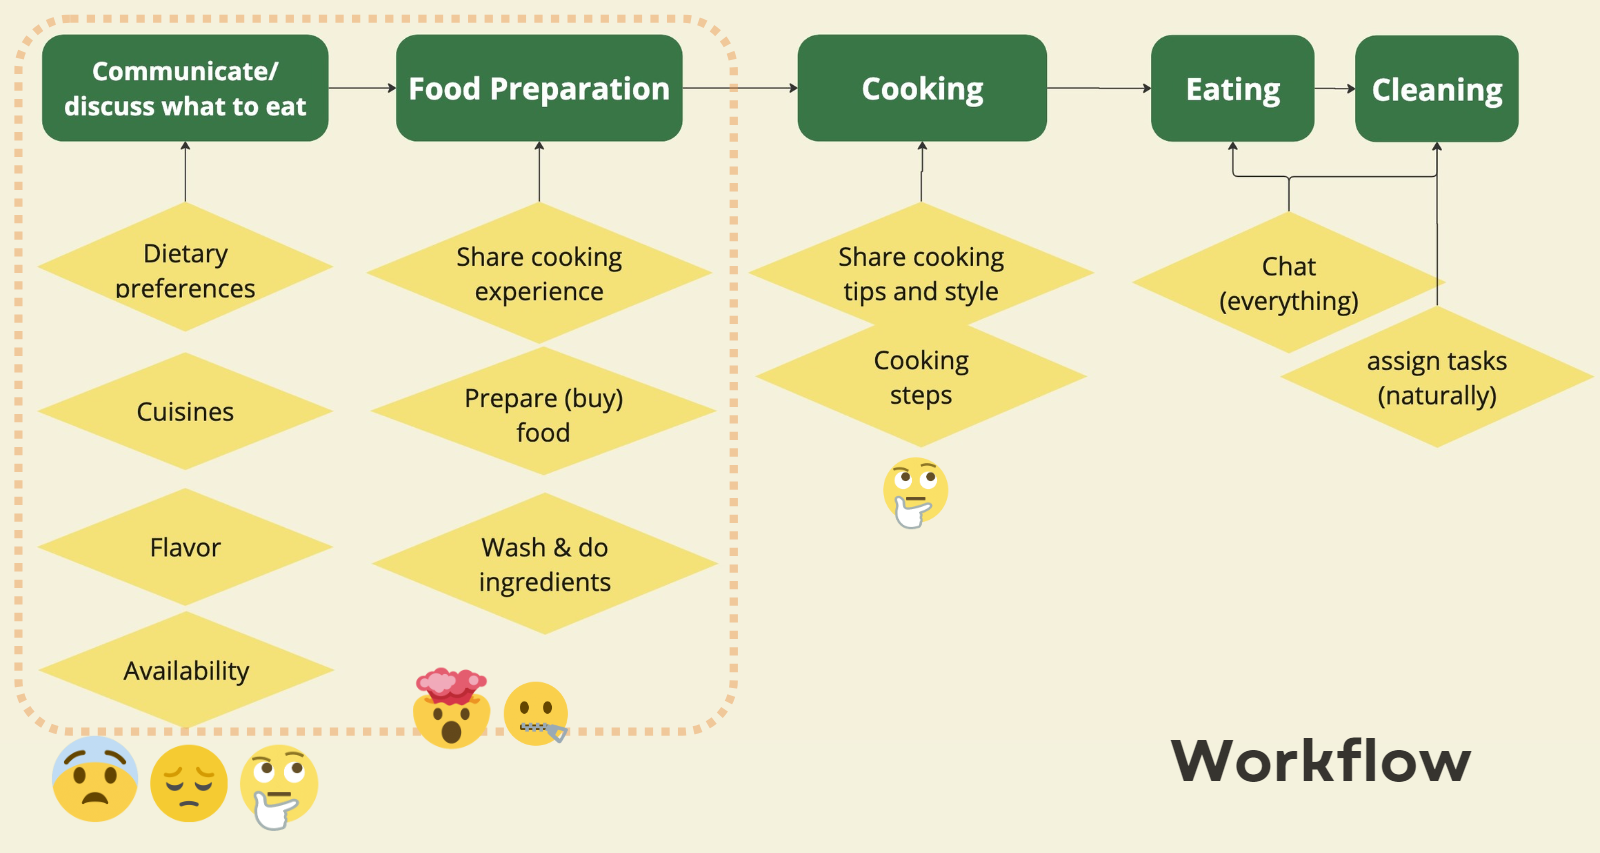 Communicate/
discuss what to eat
Food Preparation
Cooking
Eating
Cleaning
Dietary
preferences
Cuisines
Flavor
Availability
Share cooking
experience
Prepare (buy)
food
Wash & do
ingredients
Share cooking
tips and style
Cooking
steps
Chat
(everything)
assign tasks
(naturally)
Workflow